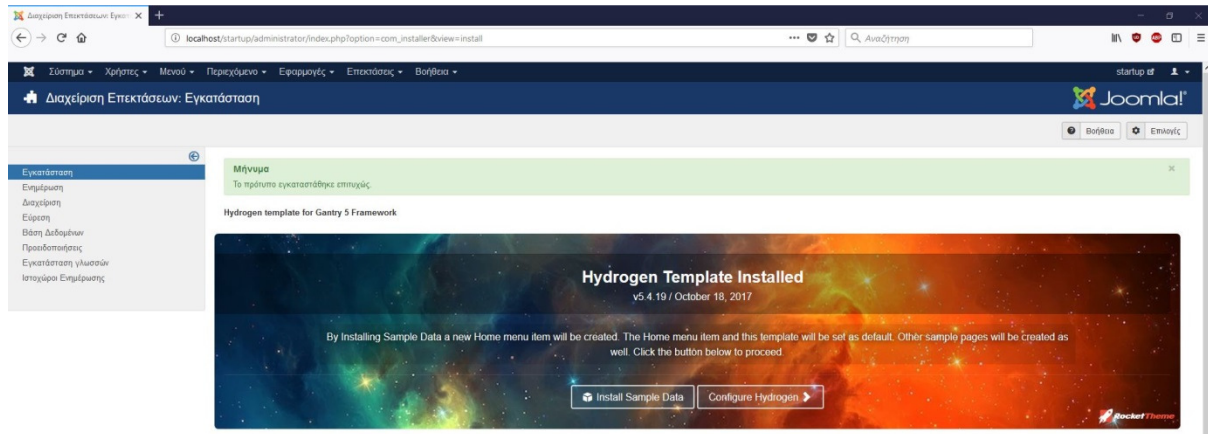 Διαχείριση Επεκτάσεων: Εγκατ
localhost/startup/administrator/index.php?option=com_installer&view=install
Αναζήτηση
Σύστημα Χρήστες Μενού Περιεχόμενο Εφαρμογές Επεκτάσεις Βοήθεια
startup
Διαχείριση Επεκτάσεων: Εγκατάσταση
Joomla!
Βοήθεια
Επιλογές
Εγκατάσταση
Ενημέρωση
Διαχείριση
Εύρεση
Βάση Δεδομένων
Προειδοποιήσεις
Εγκατάσταση γλωσσών
Ιστοχώροι Ενημέρωσης
Μήνυμα
Το πρότυπο εγκαταστάθηκε επιτυχώς.
Hydrogen template for Gantry 5 Framework
Hydrogen Template Installed
v5.4.19 / October 18, 2017
By Installing Sample Data a new Home menu item will be created. The Home menu item and this template will be set as default. Other sample pages will be created as
well. Click the button below to proceed.
Install Sample Data
Configure Hydrogen
RocketTheme